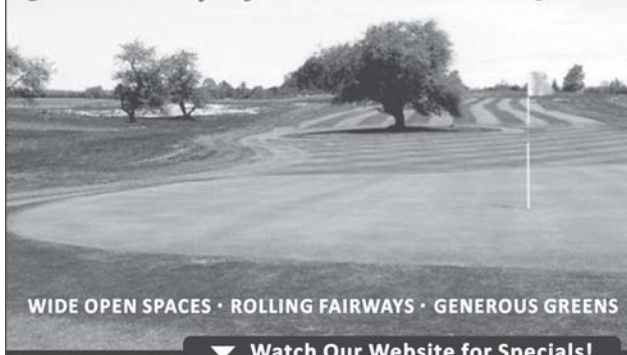 WIDE OPEN SPACES · ROLLING FAIRWAYS · GENEROUS GREENS
Watch Our Website for Specials!